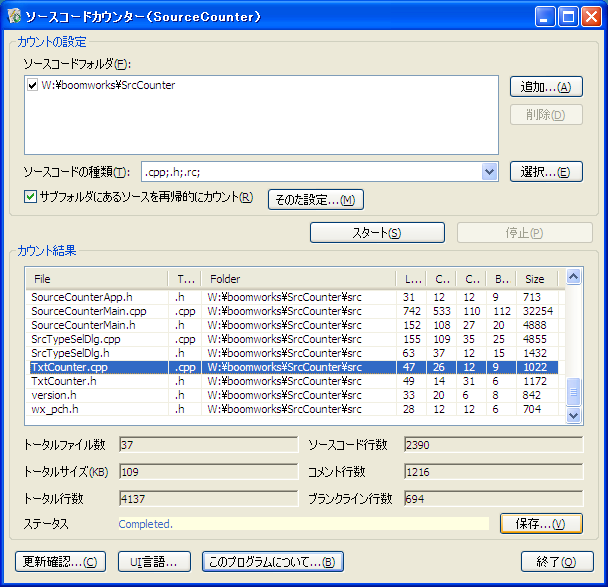 ソースコードカウンター(SourceCounter)
カウントの設定
ソースコードフォルダ(F):
W:¥boomworks¥SrcCounter
追加...(A)
削除(D)
ソースコードの種類(T): .cpp;.h;.rc; 選択...(E)
サブフォルダにあるソースを再帰的にカウント(R) そのた設定...(M)
スタート(S) 停止(P)
カウント結果
File T... Folder L... C.. C.. B.. Size
SourceCounterApp.h .h W:¥boomworks¥SrcCounter¥src 31 12 12 9 713
SourceCounterMain.cpp .cpp W:¥boomworks¥SrcCounter¥src 742 533 110 112 32254
SourceCounterMain.h .h W:¥boomworks¥SrcCounter¥src 152 108 27 20 4888
SrcTypeSelDlg.cpp .cpp W:¥boomworks¥SrcCounter¥src 155 109 35 25 4855
SrcTypeSelDlg.h .h W:¥boomworks¥SrcCounter¥src 63 37 12 15 1432
TxtCounter.cpp .cpp W:¥boomworks¥SrcCounter¥src 47 26 12 9 1022
TxtCounter.h .h W:¥boomworks¥SrcCounter¥src 49 14 31 6 1172
version.h .h W:¥boomworks¥SrcCounter¥src 33 20 6 8 842
wx_pch.h .h W:¥boomworks¥SrcCounter¥src 28 12 12 6 704
トータルファイル数 37 ソースコード行数 2390
トータルサイズ(KB) 109 コメント行数 1216
トータル行数 4137 ブランクライン行数 694
ステータス Completed. 保存...(V)
更新確認...(C) UI言語... このプログラムについて...(B) 終了(O)